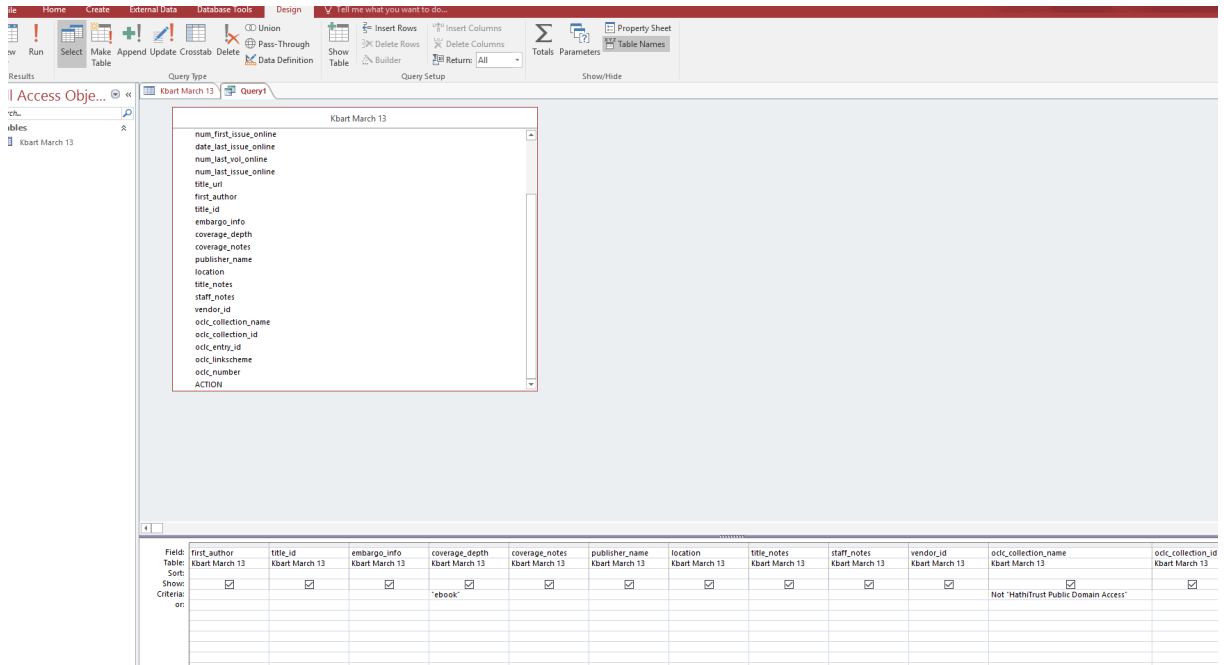 ile Home Create External Data Database Tools Design Tell me what you want to do...
ew Run Select Make Table Append Update Crosstab Delete Union Pass-Through Data Definition
Show Table Insert Rows Delete Rows Builder Insert Columns Delete Columns Return: All
Totals Parameters Property Sheet Table Names
Results Query Type Query Setup Show/Hide
ll Access Obje... «
rch...
ables
Kbart March 13
Kbart March 13 Query1
Kbart March 13
num_first_issue_online
date_last_issue_online
num_last_vol_online
num_last_issue_online
title_url
first_author
title_id
embargo_info
coverage_depth
coverage_notes
publisher_name
location
title_notes
staff_notes
vendor_id
oclc_collection_name
oclc_collection_id
oclc_entry_id
oclc_linkscheme
oclc_number
ACTION
Field: first_author title_id embargo_info coverage_depth coverage_notes publisher_name location title_notes staff_notes vendor_id oclc_collection_name oclc_collection_id
Table: Kbart March 13 Kbart March 13 Kbart March 13 Kbart March 13 Kbart March 13 Kbart March 13 Kbart March 13 Kbart March 13 Kbart March 13 Kbart March 13 Kbart March 13 Kbart March 13
Sort:
Show:
Criteria: "ebook" Not "HathiTrust Public Domain Access"
or: